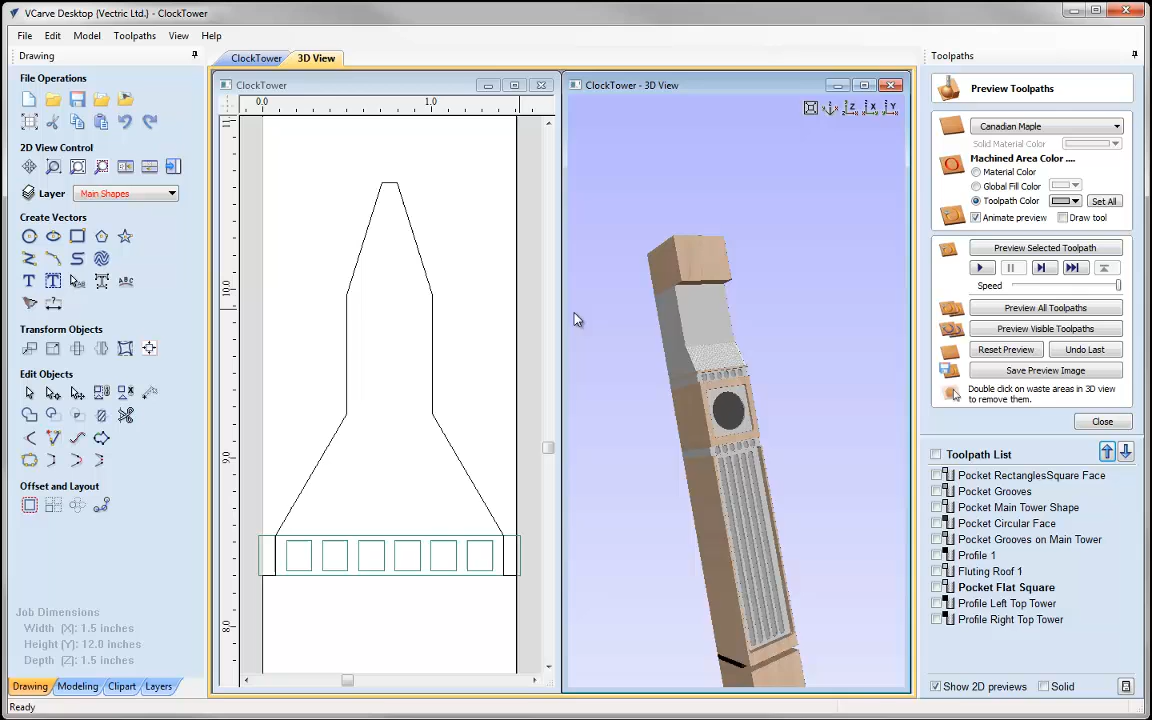 VCarve Desktop (Vectric Ltd.) - ClockTower
File Edit Model Toolpaths View Help
Drawing
File Operations
2D View Control
Layer Main Shapes
Create Vectors
Transform Objects
Edit Objects
Offset and Layout
Job Dimensions
Width (X): 1.5 inches
Height (Y): 12.0 inches
Depth (Z): 1.5 inches
Drawing Modeling Clipart Layers
Ready
ClockTower 3D View
ClockTower
0.0 1.0
10.0
9.0
8.0
ClockTower - 3D View
Z X Y
Toolpaths
Preview Toolpaths
Canadian Maple
Solid Material Color
Machined Area Color ....
Material Color
Global Fill Color
Toolpath Color Set All
Animate preview Draw tool
Preview Selected Toolpath
Speed
Preview All Toolpaths
Preview Visible Toolpaths
Reset Preview Undo Last
Save Preview Image
Double click on waste areas in 3D view
to remove them.
Close
Toolpath List
Pocket RectanglesSquare Face
Pocket Grooves
Pocket Main Tower Shape
Pocket Circular Face
Pocket Grooves on Main Tower
Profile 1
Fluting Roof 1
Pocket Flat Square
Profile Left Top Tower
Profile Right Top Tower
Show 2D previews Solid